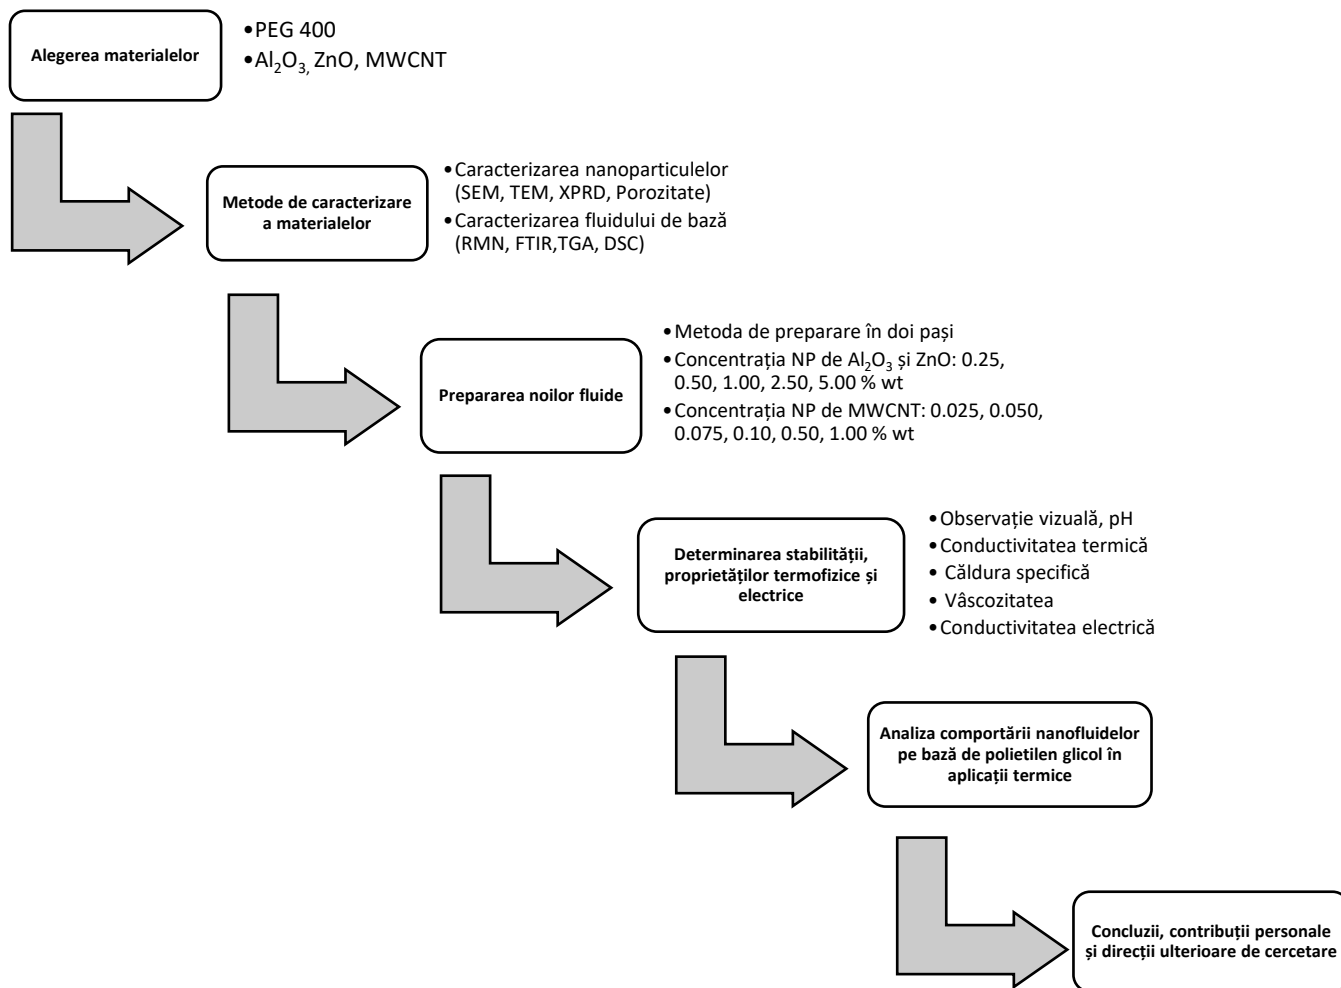 Alegerea materialelor
•PEG 400
•Al₂O₃, ZnO, MWCNT
Metode de caracterizare
a materialelor
•Caracterizarea nanoparticulelor
(SEM, TEM, XPRD, Porozitate)
•Caracterizarea fluidului de bază
(RMN, FTIR,TGA, DSC)
Prepararea noilor fluide
•Metoda de preparare în doi pași
•Concentrația NP de Al₂O₃ și ZnO: 0.25,
0.50, 1.00, 2.50, 5.00 % wt
•Concentrația NP de MWCNT: 0.025, 0.050,
0.075, 0.10, 0.50, 1.00 % wt
Determinarea stabilității,
proprietăților termofizice și
electrice
•Observație vizuală, pH
•Conductivitatea termică
• Căldura specifică
• Vâscozitatea
•Conductivitatea electrică
Analiza comportării nanofluidelor
pe bază de polietilen glicol în
aplicații termice
Concluzii, contribuții personale
și direcții ulterioare de cercetare